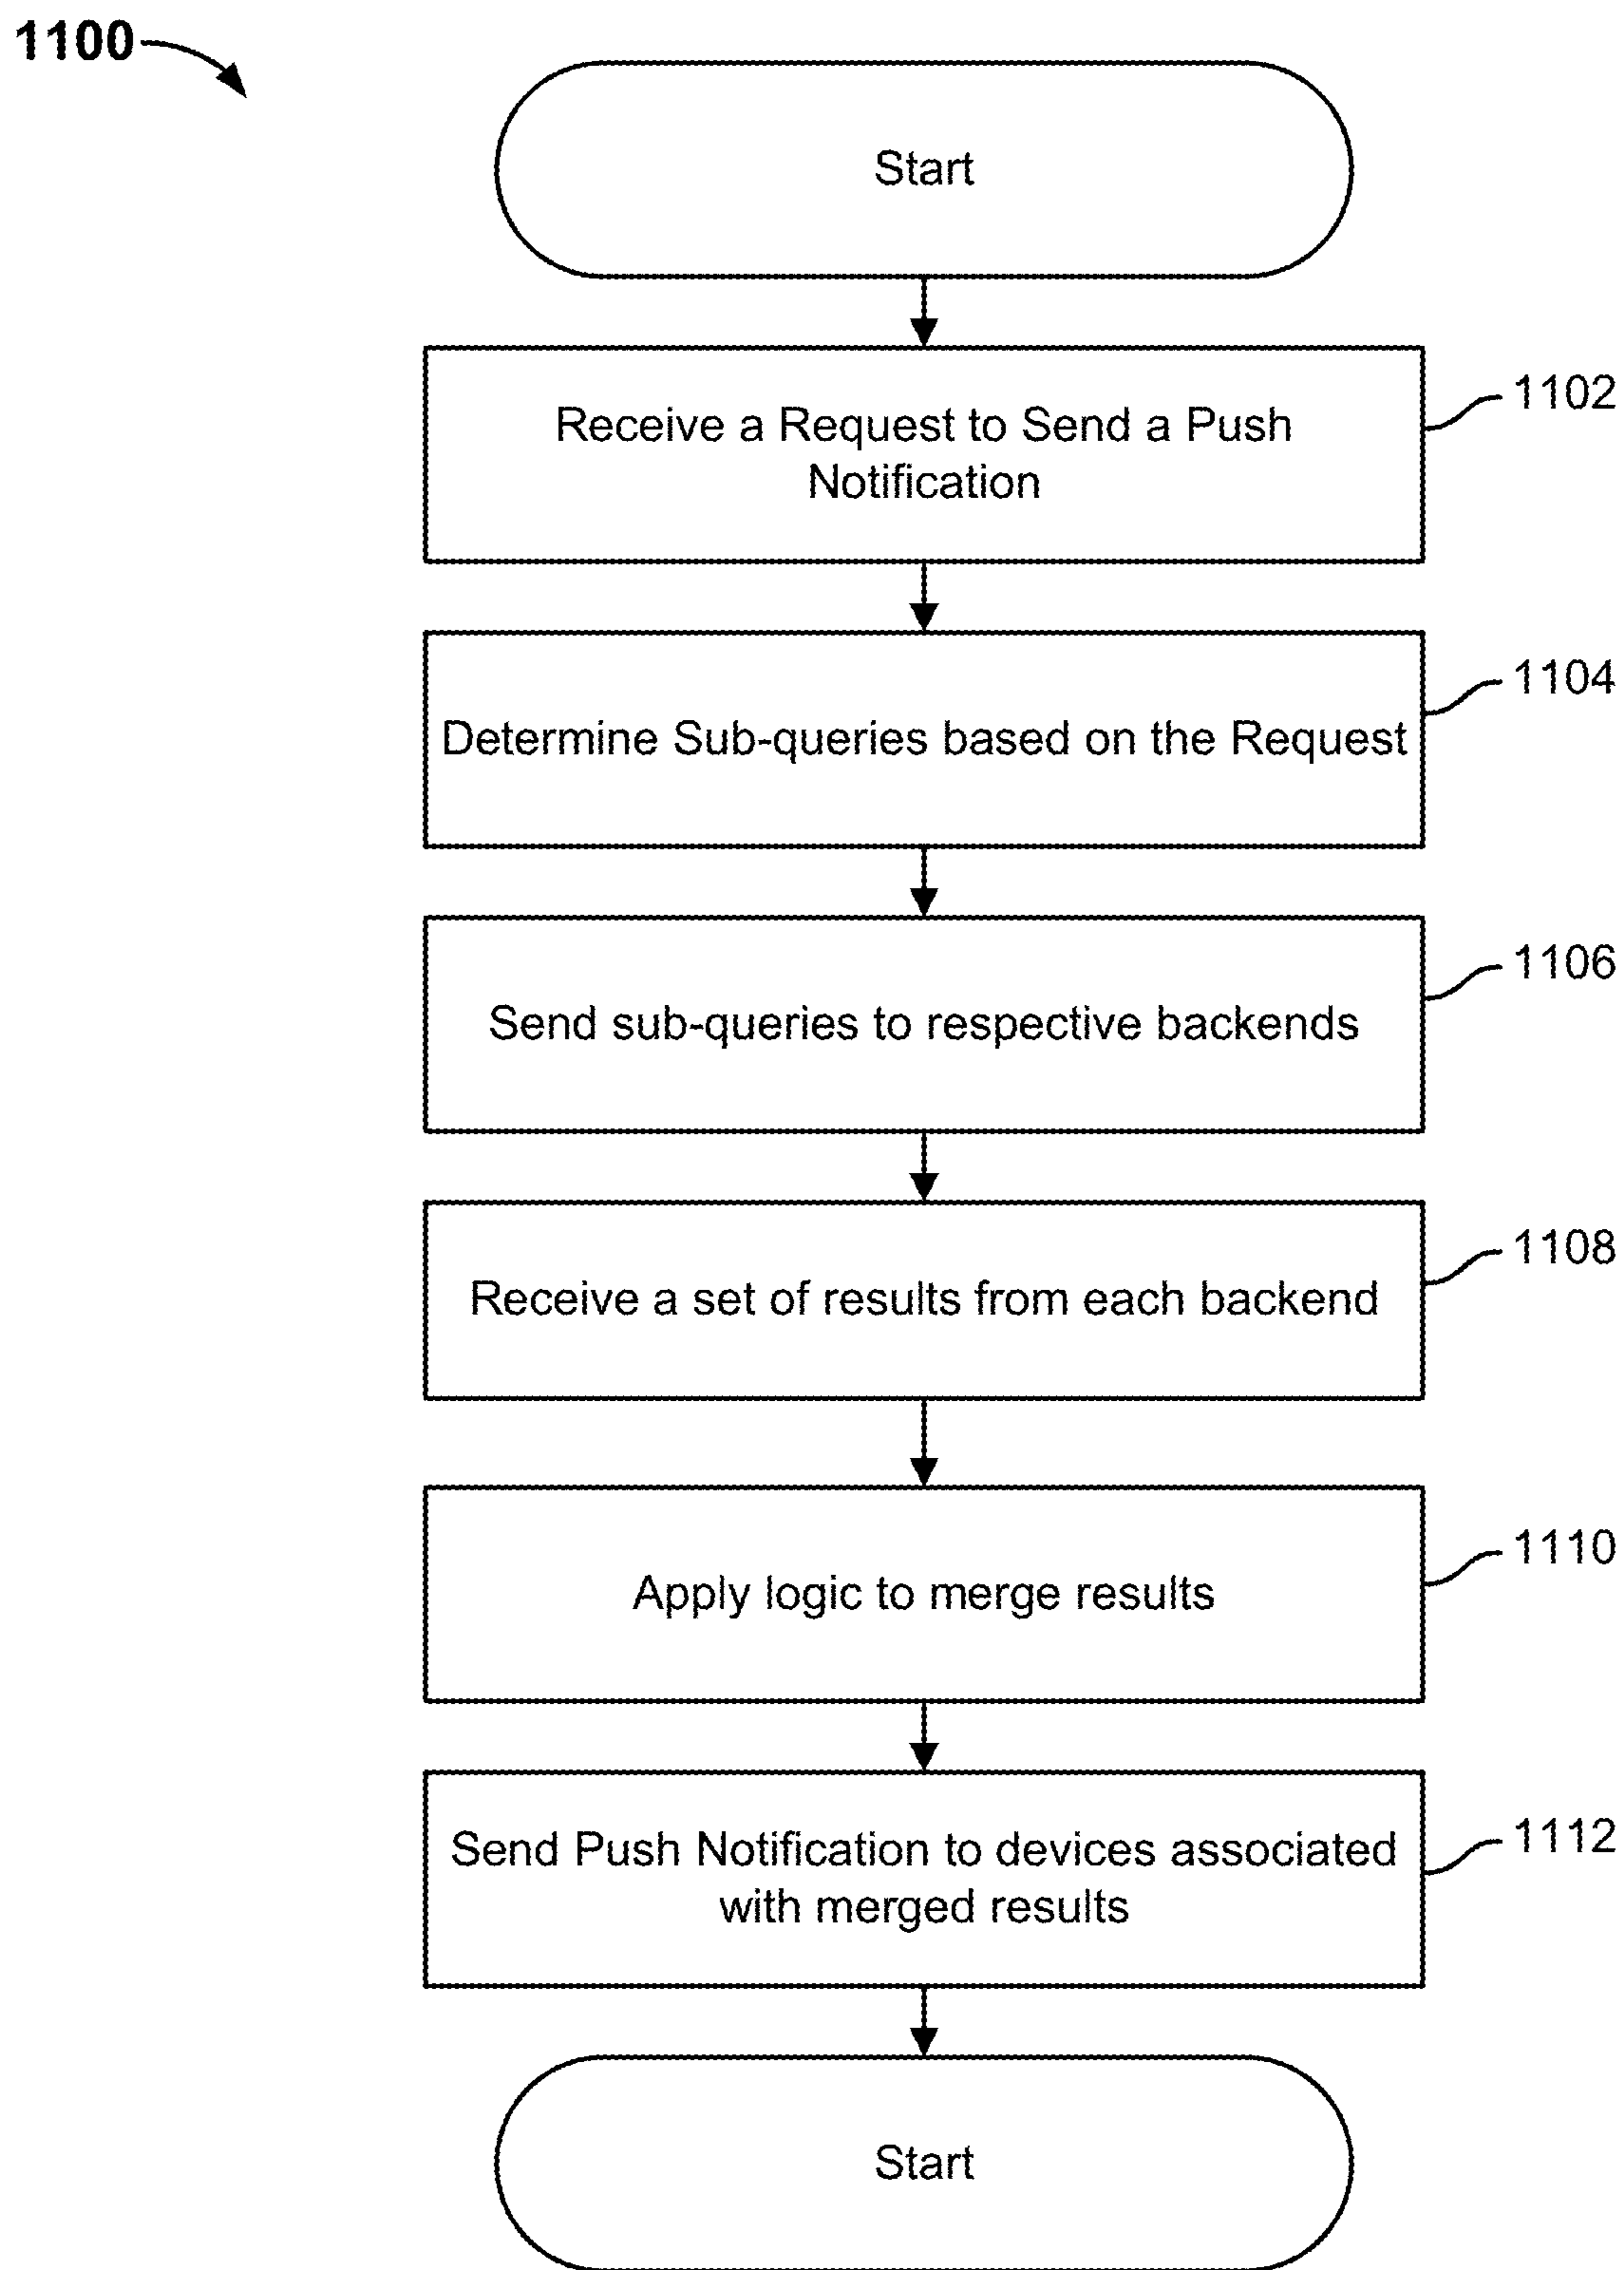 1100
Start
Receive a Request to Send a Push
Notification
1102
Determine Sub-queries based on the Request
1104
Send sub-queries to respective backends
1106
Receive a set of results from each backend
1108
Apply logic to merge results
1110
Send Push Notification to devices associated
with merged results
1112
Start